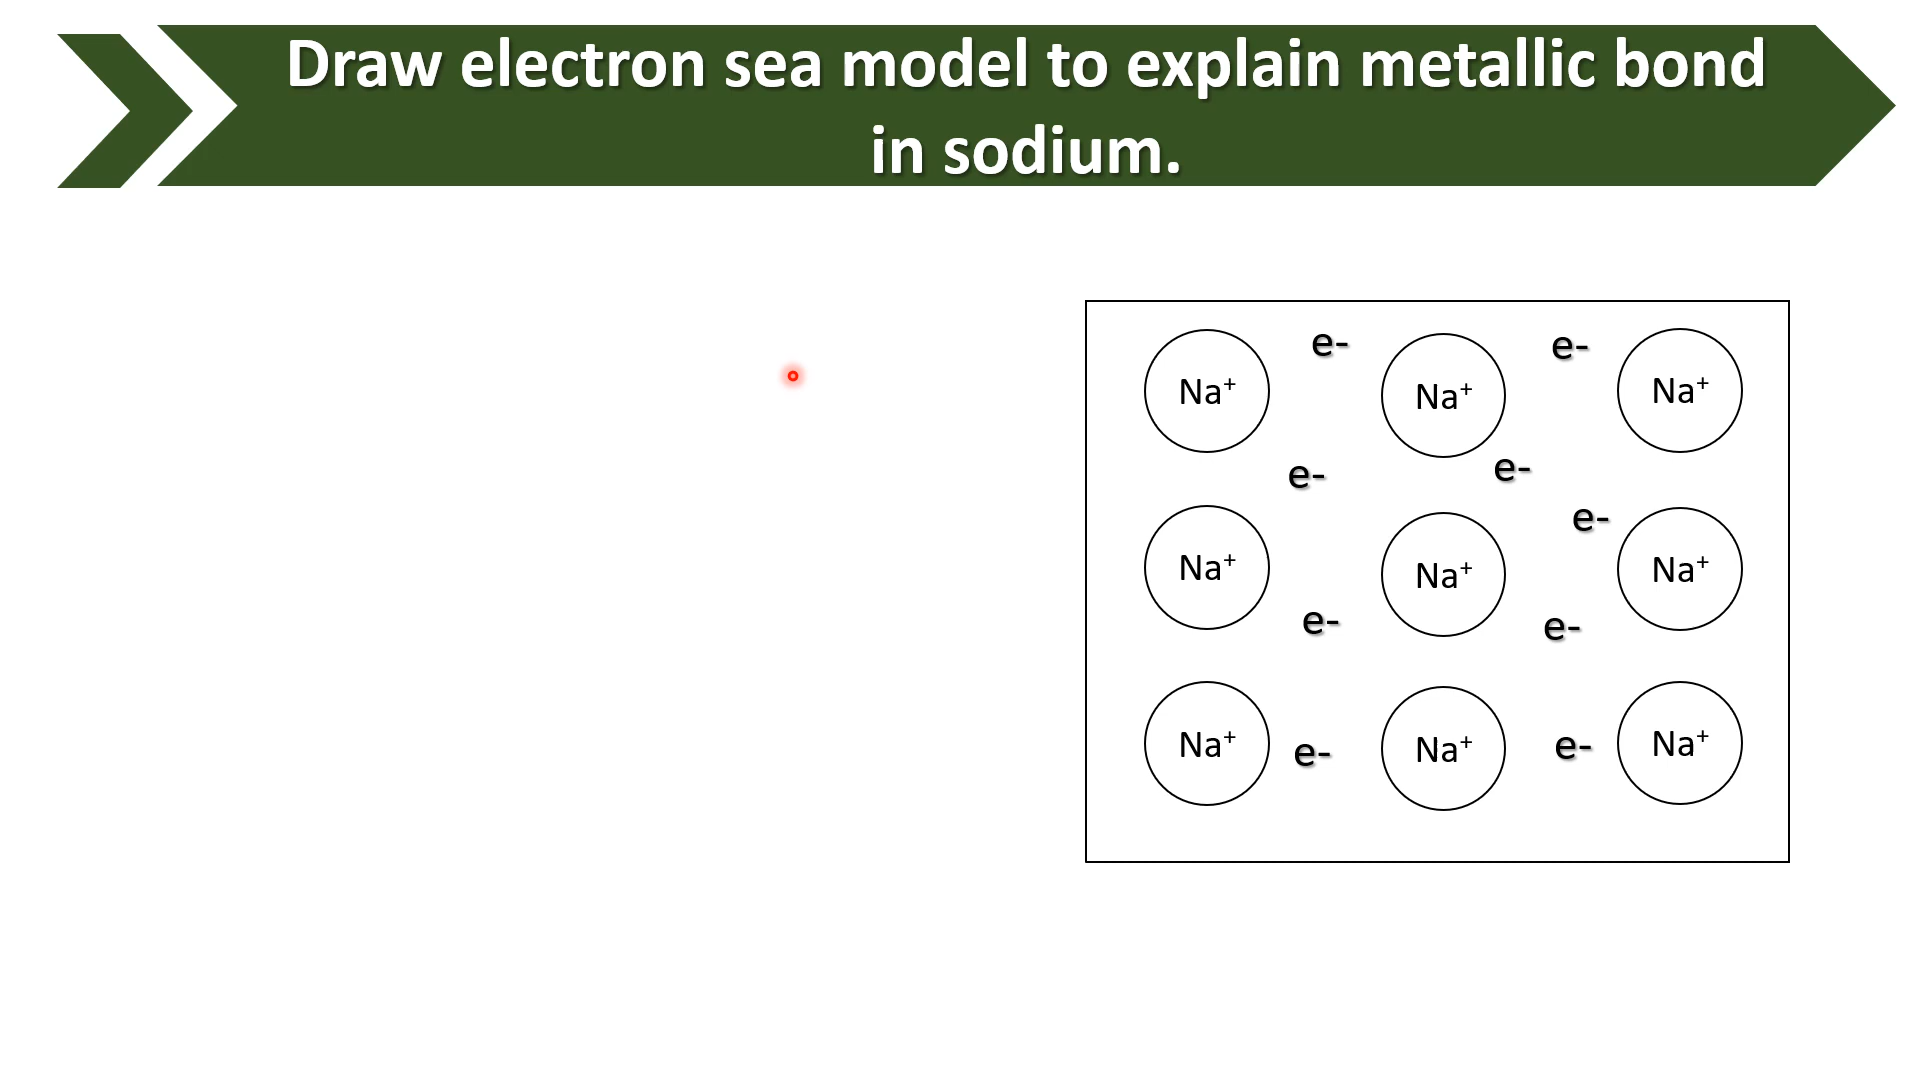 Draw electron sea model to explain metallic bond
in sodium.
Na⁺ e- Na⁺ e- Na⁺
e- e-
e-
Na⁺ Na⁺ Na⁺
e- e-
Na⁺ e- Na⁺ e- Na⁺